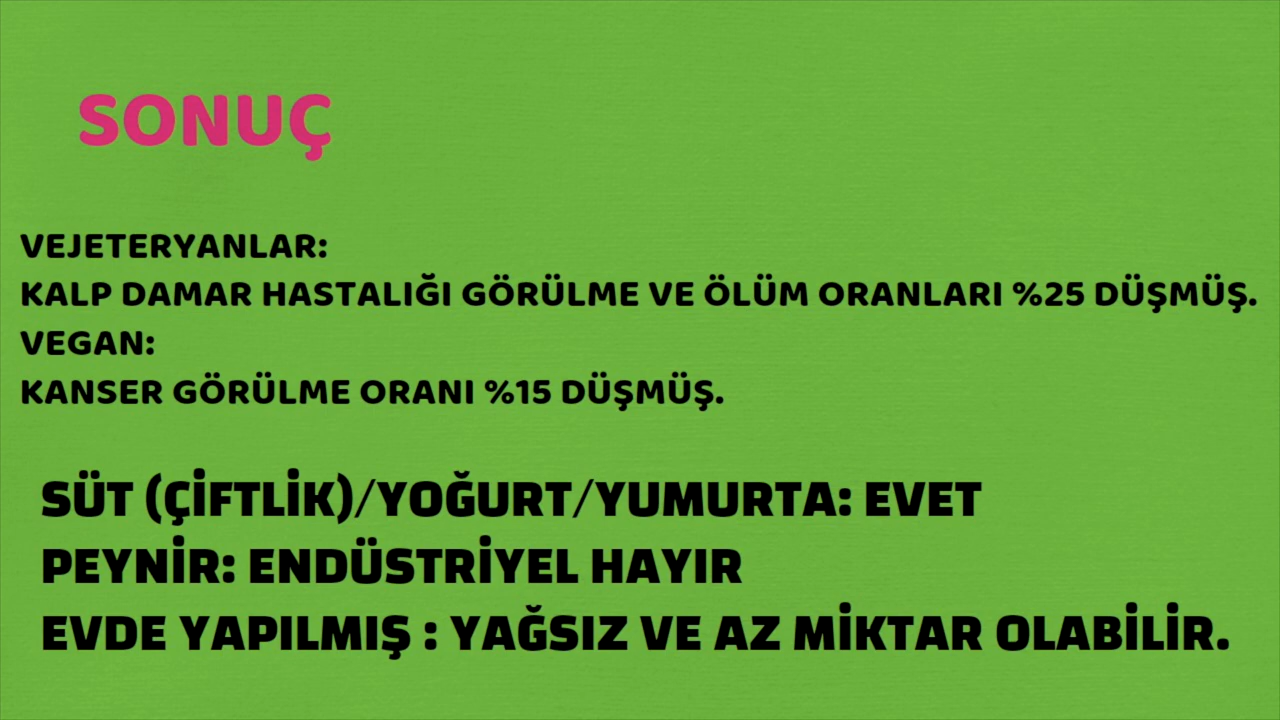 SONUÇ
VEJETERYANLAR:
KALP DAMAR HASTALIĞI GÖRÜLME VE ÖLÜM ORANLARI %25 DÜŞMÜŞ.
VEGAN:
KANSER GÖRÜLME ORANI %15 DÜŞMÜŞ.
SÜT (ÇİFTLİK)/YOĞURT/YUMURTA: EVET
PEYNİR: ENDÜSTRİYEL HAYIR
EVDE YAPILMIŞ : YAĞSIZ VE AZ MİKTAR OLABİLİR.